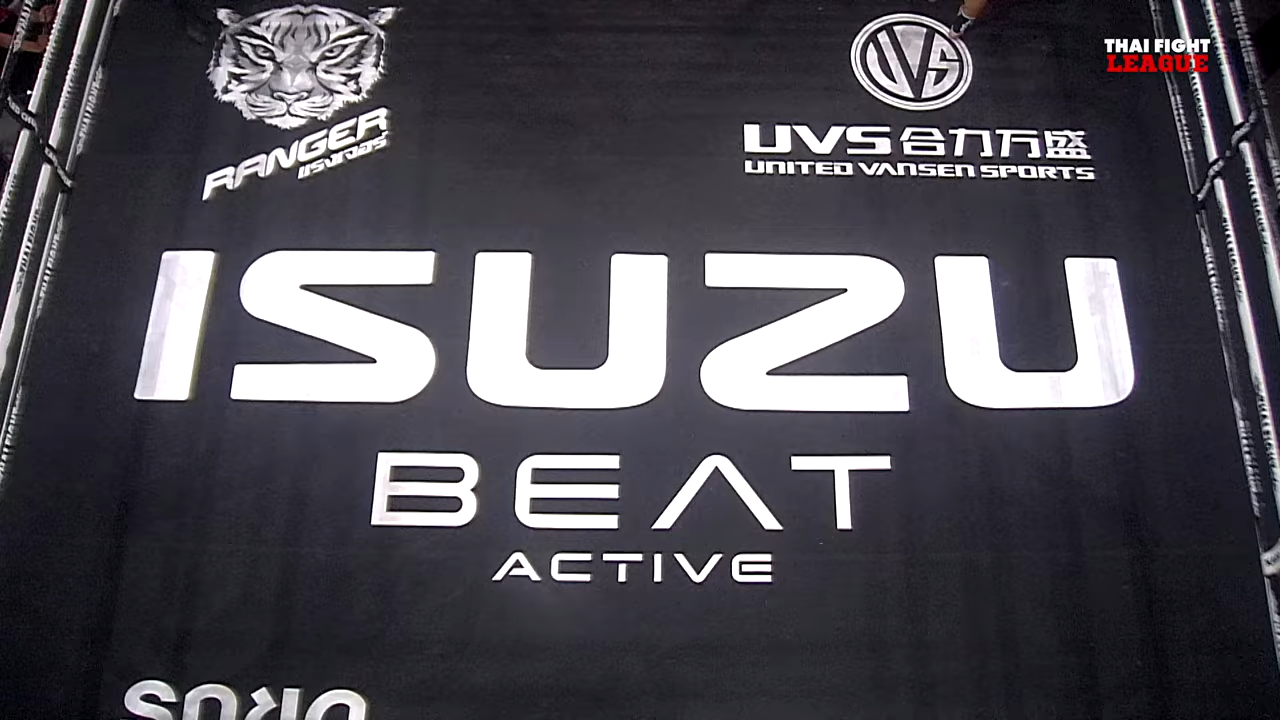 THAI FIGHT
LEAGUE
RANGER
UVS
UVS 合力万盛
UNITED VANSEN SPORTS
ISUZU
BEAT
ACTIVE